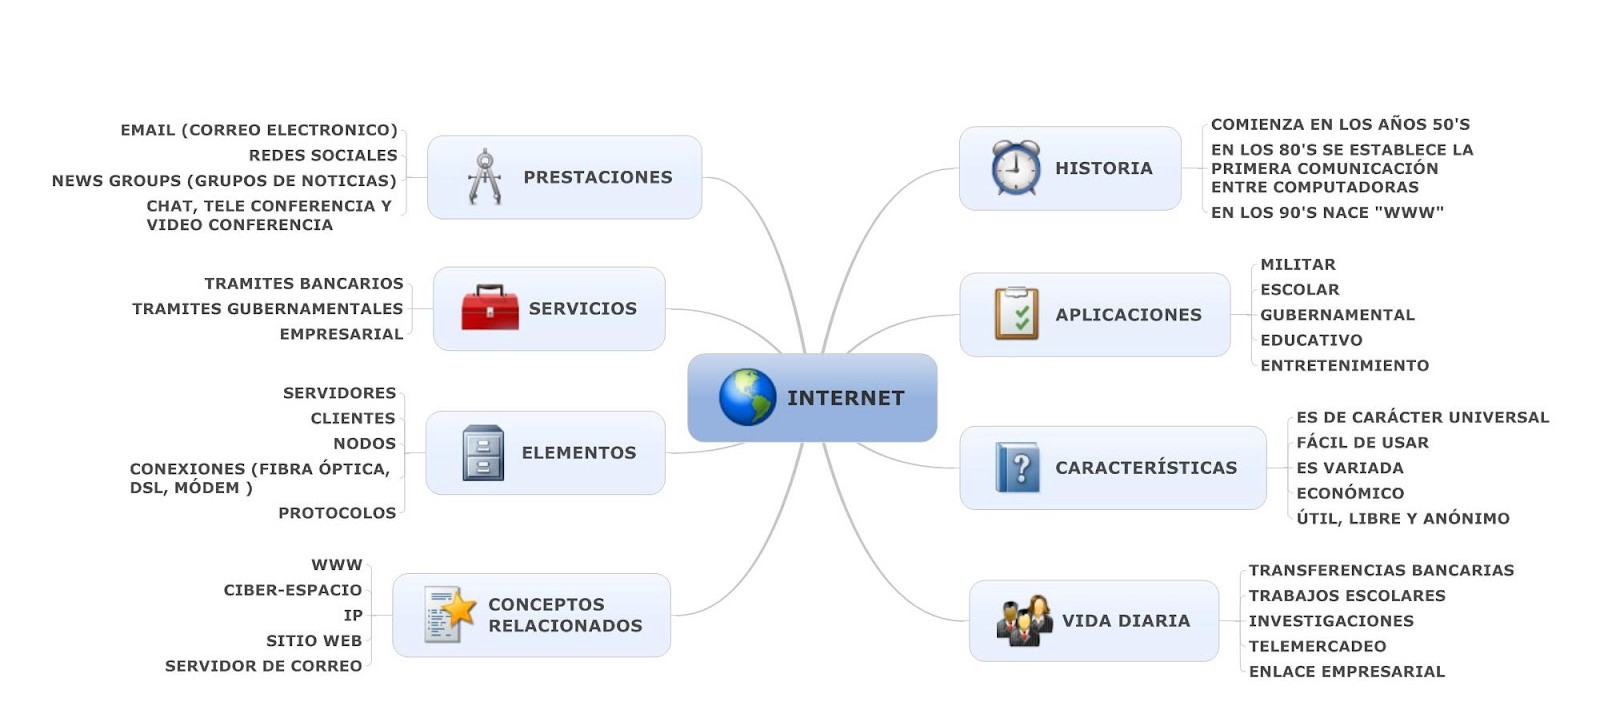 INTERNET
PRESTACIONES
EMAIL (CORREO ELECTRONICO)
REDES SOCIALES
NEWS GROUPS (GRUPOS DE NOTICIAS)
CHAT, TELE CONFERENCIA Y
VIDEO CONFERENCIA
SERVICIOS
TRAMITES BANCARIOS
TRAMITES GUBERNAMENTALES
EMPRESARIAL
ELEMENTOS
SERVIDORES
CLIENTES
NODOS
CONEXIONES (FIBRA ÓPTICA,
DSL, MÓDEM )
PROTOCOLOS
CONCEPTOS
RELACIONADOS
WWW
CIBER-ESPACIO
IP
SITIO WEB
SERVIDOR DE CORREO
HISTORIA
COMIENZA EN LOS AÑOS 50'S
EN LOS 80'S SE ESTABLECE LA
PRIMERA COMUNICACIÓN
ENTRE COMPUTADORAS
EN LOS 90'S NACE "WWW"
APLICACIONES
MILITAR
ESCOLAR
GUBERNAMENTAL
EDUCATIVO
ENTRETENIMIENTO
CARACTERÍSTICAS
ES DE CARÁCTER UNIVERSAL
FÁCIL DE USAR
ES VARIADA
ECONÓMICO
ÚTIL, LIBRE Y ANÓNIMO
VIDA DIARIA
TRANSFERENCIAS BANCARIAS
TRABAJOS ESCOLARES
INVESTIGACIONES
TELEMERCADEO
ENLACE EMPRESARIAL